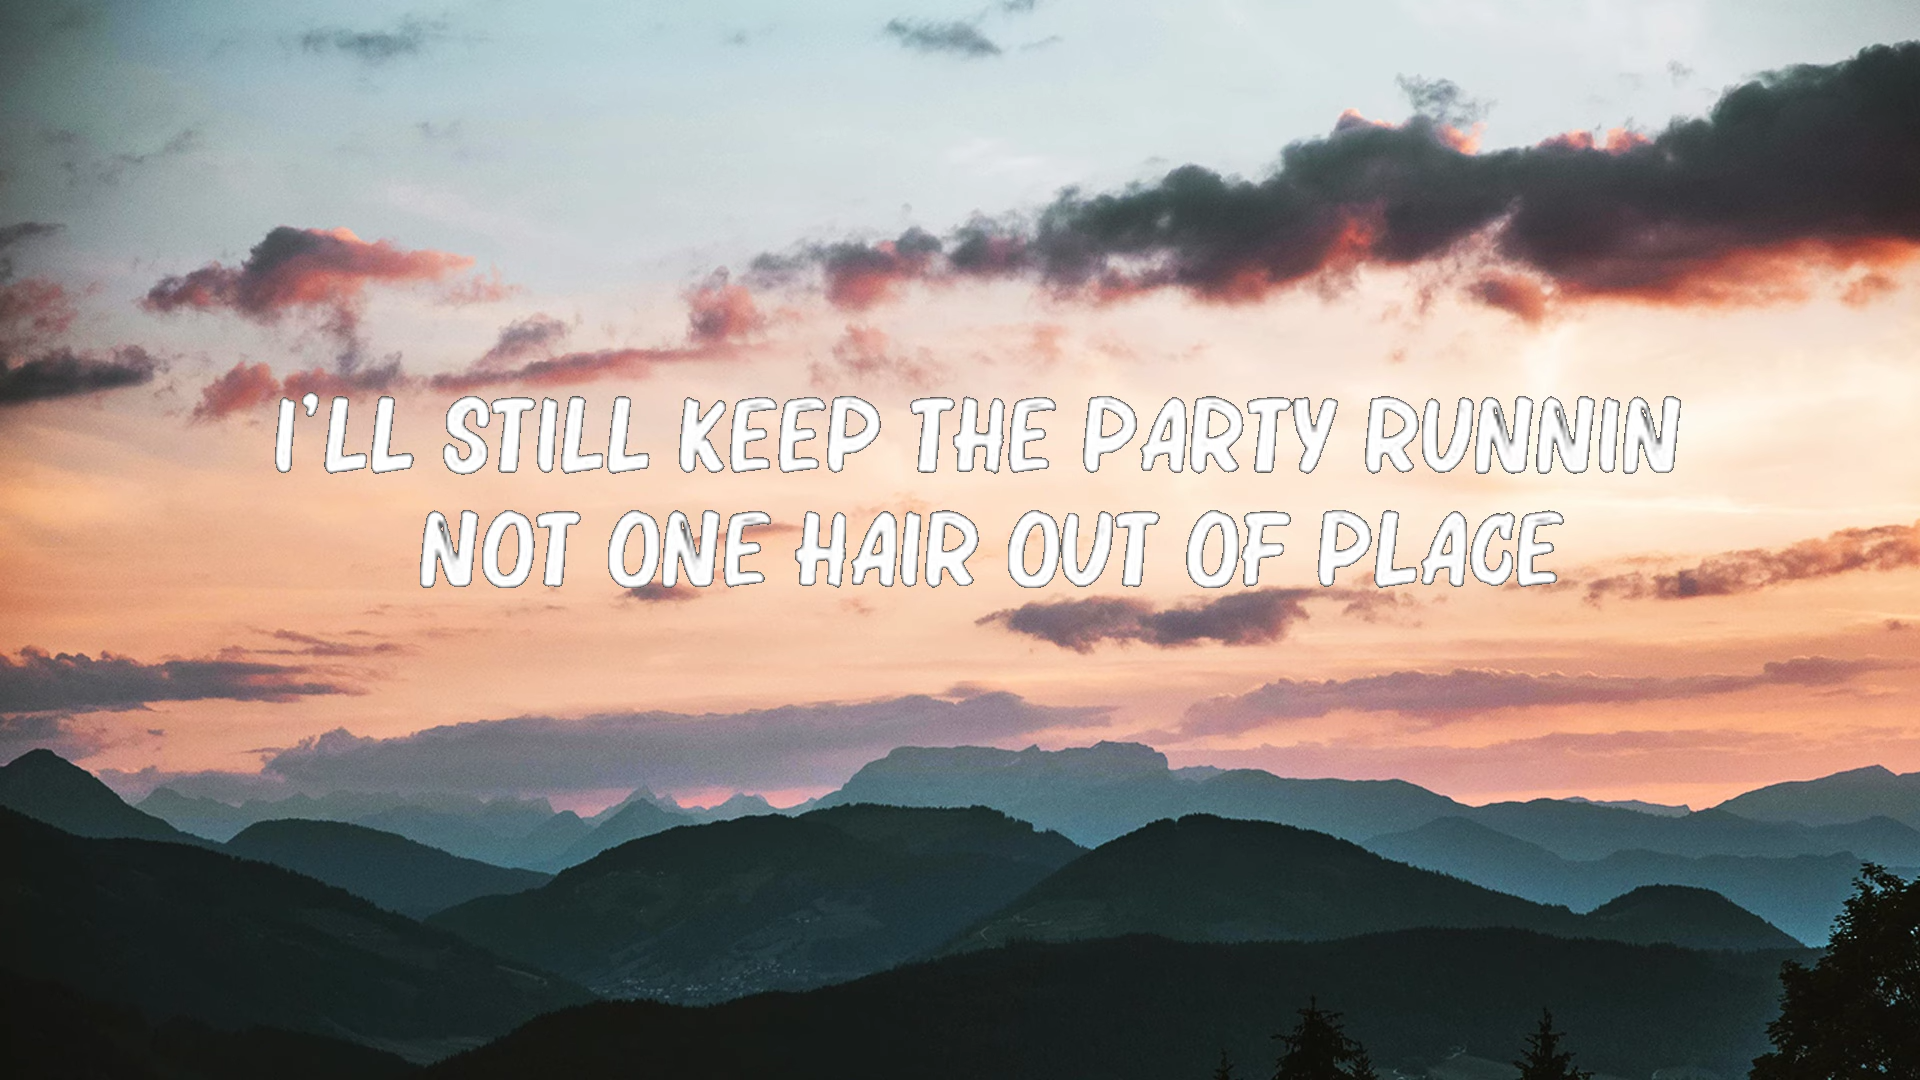 I'LL STILL KEEP THE PARTY RUNNIN
NOT ONE HAIR OUT OF PLACE